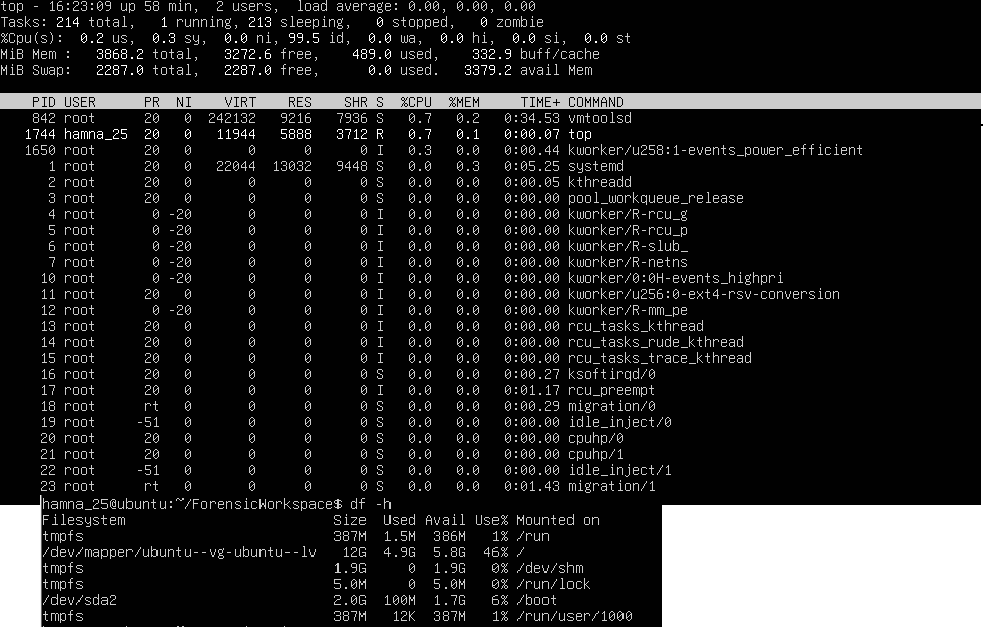 top - 16:23:09 up 58 min,  2 users,  load average: 0.00, 0.00, 0.00
Tasks: 214 total,   1 running, 213 sleeping,   0 stopped,   0 zombie
%Cpu(s):  0.2 us,  0.3 sy,  0.0 ni, 99.5 id,  0.0 wa,  0.0 hi,  0.0 si,  0.0 st
MiB Mem :   3868.2 total,   3272.6 free,    489.0 used,    332.9 buff/cache
MiB Swap:   2287.0 total,   2287.0 free,      0.0 used.   3379.2 avail Mem
PID USER      PR  NI    VIRT    RES    SHR S  %CPU  %MEM     TIME+ COMMAND
842 root      20   0  242132   9216   7936 S   0.7   0.2   0:34.53 vmtoolsd
1744 hamna_25  20   0   11944   5888   3712 R   0.7   0.1   0:00.07 top
1650 root      20   0       0      0      0 I   0.3   0.0   0:00.44 kworker/u258:1-events_power_efficient
1 root      20   0   22044  13032   9448 S   0.0   0.3   0:05.25 systemd
2 root      20   0       0      0      0 S   0.0   0.0   0:00.05 kthreadd
3 root      20   0       0      0      0 S   0.0   0.0   0:00.00 pool_workqueue_release
4 root       0 -20       0      0      0 I   0.0   0.0   0:00.00 kworker/R-rcu_g
5 root       0 -20       0      0      0 I   0.0   0.0   0:00.00 kworker/R-rcu_p
6 root       0 -20       0      0      0 I   0.0   0.0   0:00.00 kworker/R-slub_
7 root       0 -20       0      0      0 I   0.0   0.0   0:00.00 kworker/R-netns
10 root       0 -20       0      0      0 I   0.0   0.0   0:00.00 kworker/0:0H-events_highpri
11 root      20   0       0      0      0 I   0.0   0.0   0:00.00 kworker/u256:0-ext4-rsv-conversion
12 root       0 -20       0      0      0 I   0.0   0.0   0:00.00 kworker/R-mm_pe
13 root      20   0       0      0      0 I   0.0   0.0   0:00.00 rcu_tasks_kthread
14 root      20   0       0      0      0 I   0.0   0.0   0:00.00 rcu_tasks_rude_kthread
15 root      20   0       0      0      0 I   0.0   0.0   0:00.00 rcu_tasks_trace_kthread
16 root      20   0       0      0      0 S   0.0   0.0   0:00.27 ksoftirqd/0
17 root      20   0       0      0      0 I   0.0   0.0   0:01.17 rcu_preempt
18 root      rt   0       0      0      0 S   0.0   0.0   0:00.29 migration/0
19 root     -51   0       0      0      0 S   0.0   0.0   0:00.00 idle_inject/0
20 root      20   0       0      0      0 S   0.0   0.0   0:00.00 cpuhp/0
21 root      20   0       0      0      0 S   0.0   0.0   0:00.00 cpuhp/1
22 root     -51   0       0      0      0 S   0.0   0.0   0:00.00 idle_inject/1
23 root      rt   0       0      0      0 S   0.0   0.0   0:01.43 migration/1
hamna_25@ubuntu:~/ForensicWorkspace$ df -h
Filesystem                         Size  Used Avail Use% Mounted on
tmpfs                              387M  1.5M  386M   1% /run
/dev/mapper/ubuntu--vg-ubuntu--lv   12G  4.9G  5.8G  46% /
tmpfs                              1.9G     0  1.9G   0% /dev/shm
tmpfs                              5.0M     0  5.0M   0% /run/lock
/dev/sda2                          2.0G  100M  1.7G   6% /boot
tmpfs                              387M   12K  387M   1% /run/user/1000